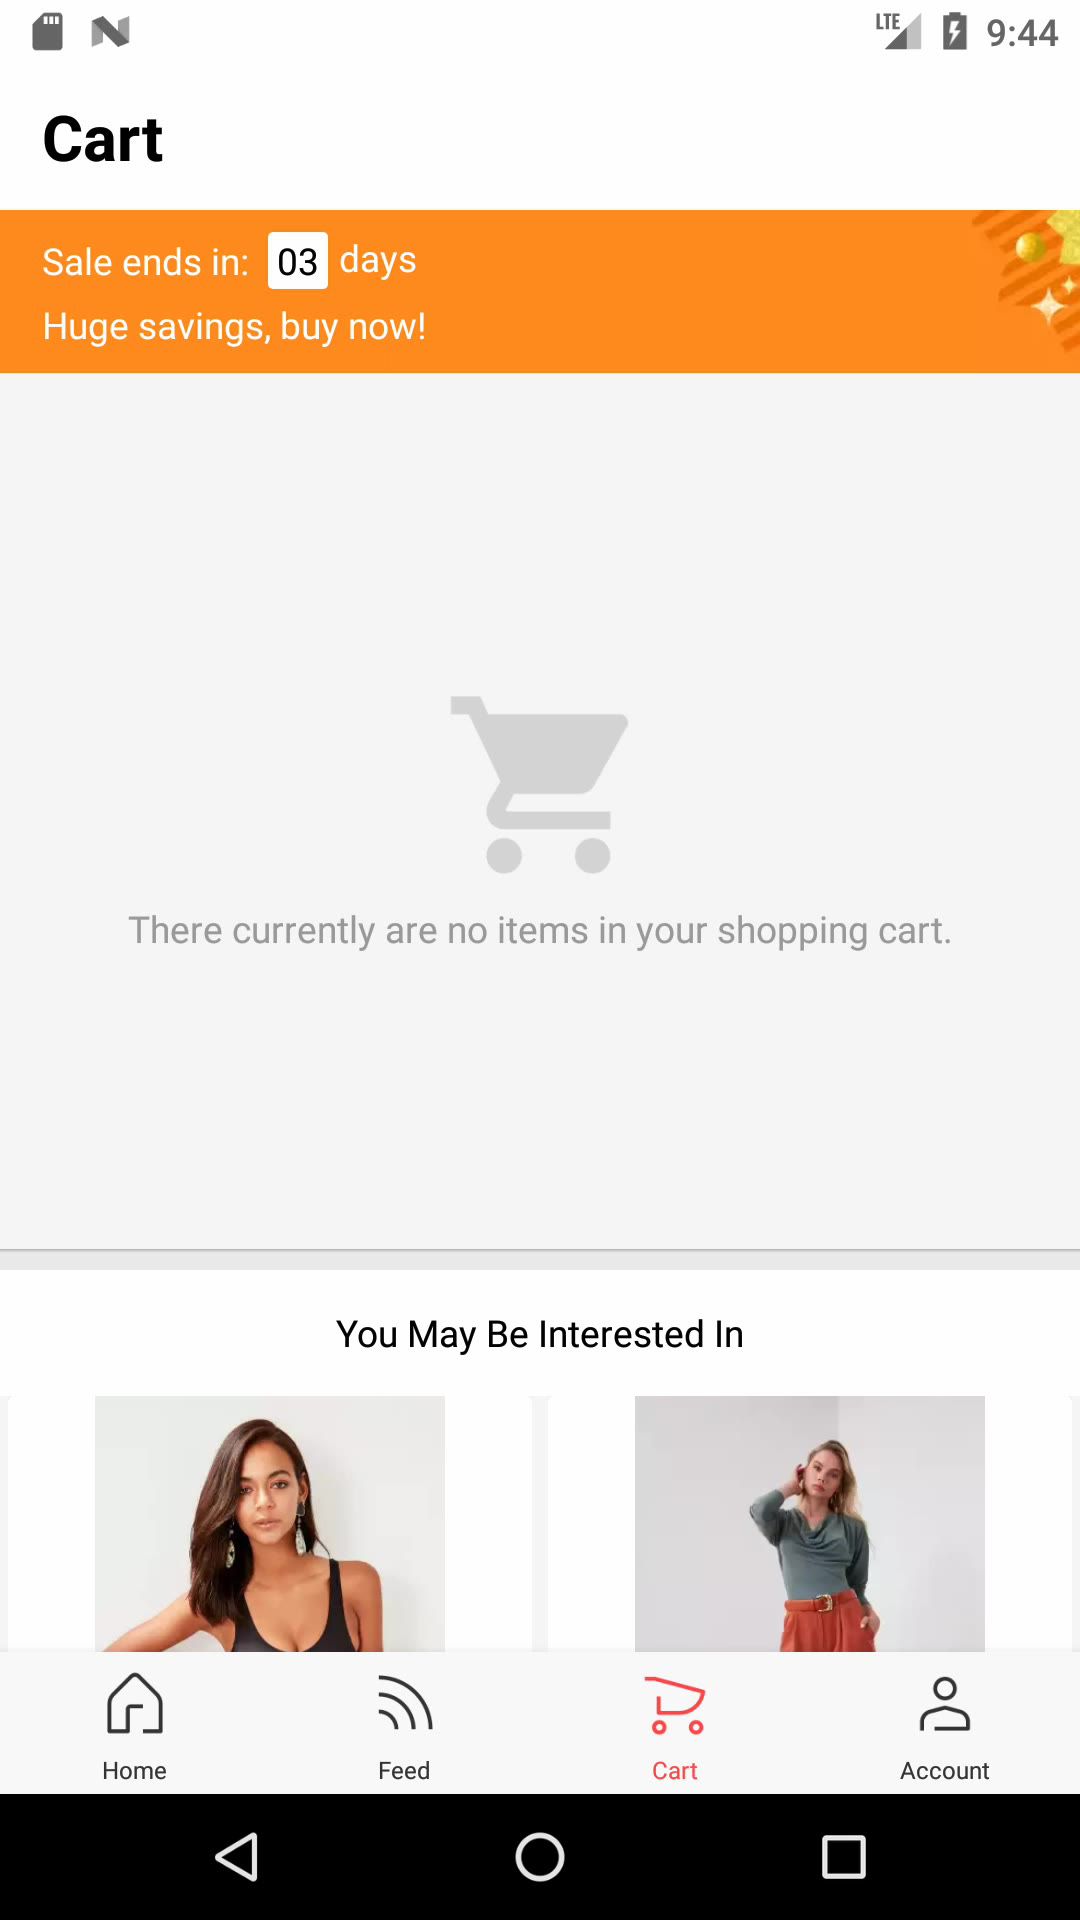 LTE 9:44
Cart
Sale ends in: 03 days
Huge savings, buy now!
There currently are no items in your shopping cart.
You May Be Interested In
Home Feed Cart Account